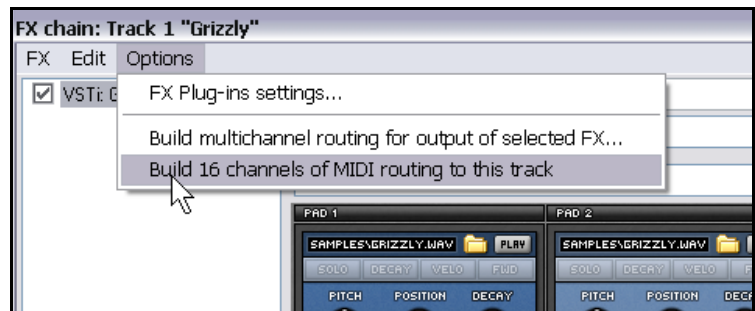 FX chain: Track 1 "Grizzly"
FX Edit Options
VSTi: G
FX Plug-ins settings...
Build multichannel routing for output of selected FX...
Build 16 channels of MIDI routing to this track
PAD 1 PAD 2
SAMPLES\GRIZZLY.WAV PLAY SAMPLES\GRIZZLY.WAV
SOLO DECAY VELO FWD SOLO DECAY VELO
PITCH POSITION DECAY PITCH POSITION